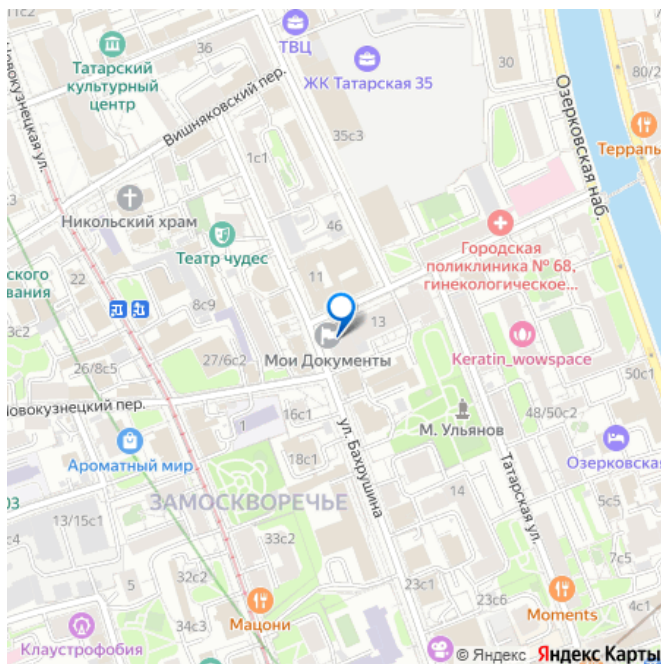 11с2
36
ТВЦ
30
80/2
Татарский
культурный
центр
ЖК Татарская 35
Новокузнецкая ул.
Вишняковский пер.
35с3
Озерковская наб.
1с1
Никольский храм
46
Театр чудес
Городская
поликлиника № 68,
гинекологическое...
22
11
8с9
13
3с2
26/8с5
27/6с2
Мои Документы
Keratin_wowspace
50с1
Новокузнецкий пер.
16с1
1
ул. Бахрушина
М. Ульянов
48/50с2
Ароматный мир
18с1
Озерковская
Татарская ул.
03
ЗАМОСКВОРЕЧЬЕ
14
5с5
13/15с1
с4
33с2
5
7с5
32с2
23с1
Мацони
34с3
23с6
Moments
4с1
Клаустрофобия
© Яндекс Яндекс Карты